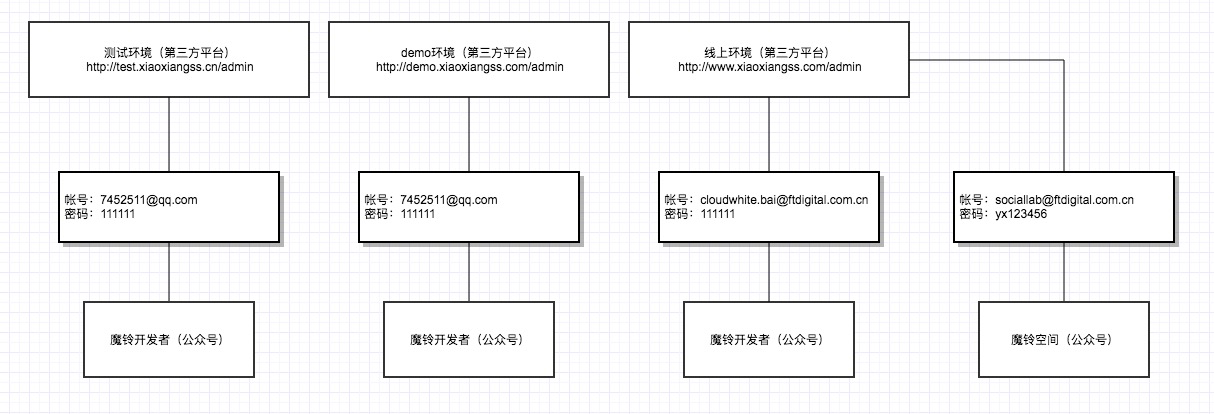 测试环境（第三方平台）
http://test.xiaoxiangss.cn/admin
demo环境（第三方平台）
http://demo.xiaoxiangss.com/admin
线上环境（第三方平台）
http://www.xiaoxiangss.com/admin
帐号：7452511@qq.com
密码：111111
帐号：7452511@qq.com
密码：111111
帐号：cloudwhite.bai@ftdigital.com.cn
密码：111111
帐号：sociallab@ftdigital.com.cn
密码：yx123456
魔铃开发者（公众号）
魔铃开发者（公众号）
魔铃开发者（公众号）
魔铃空间（公众号）